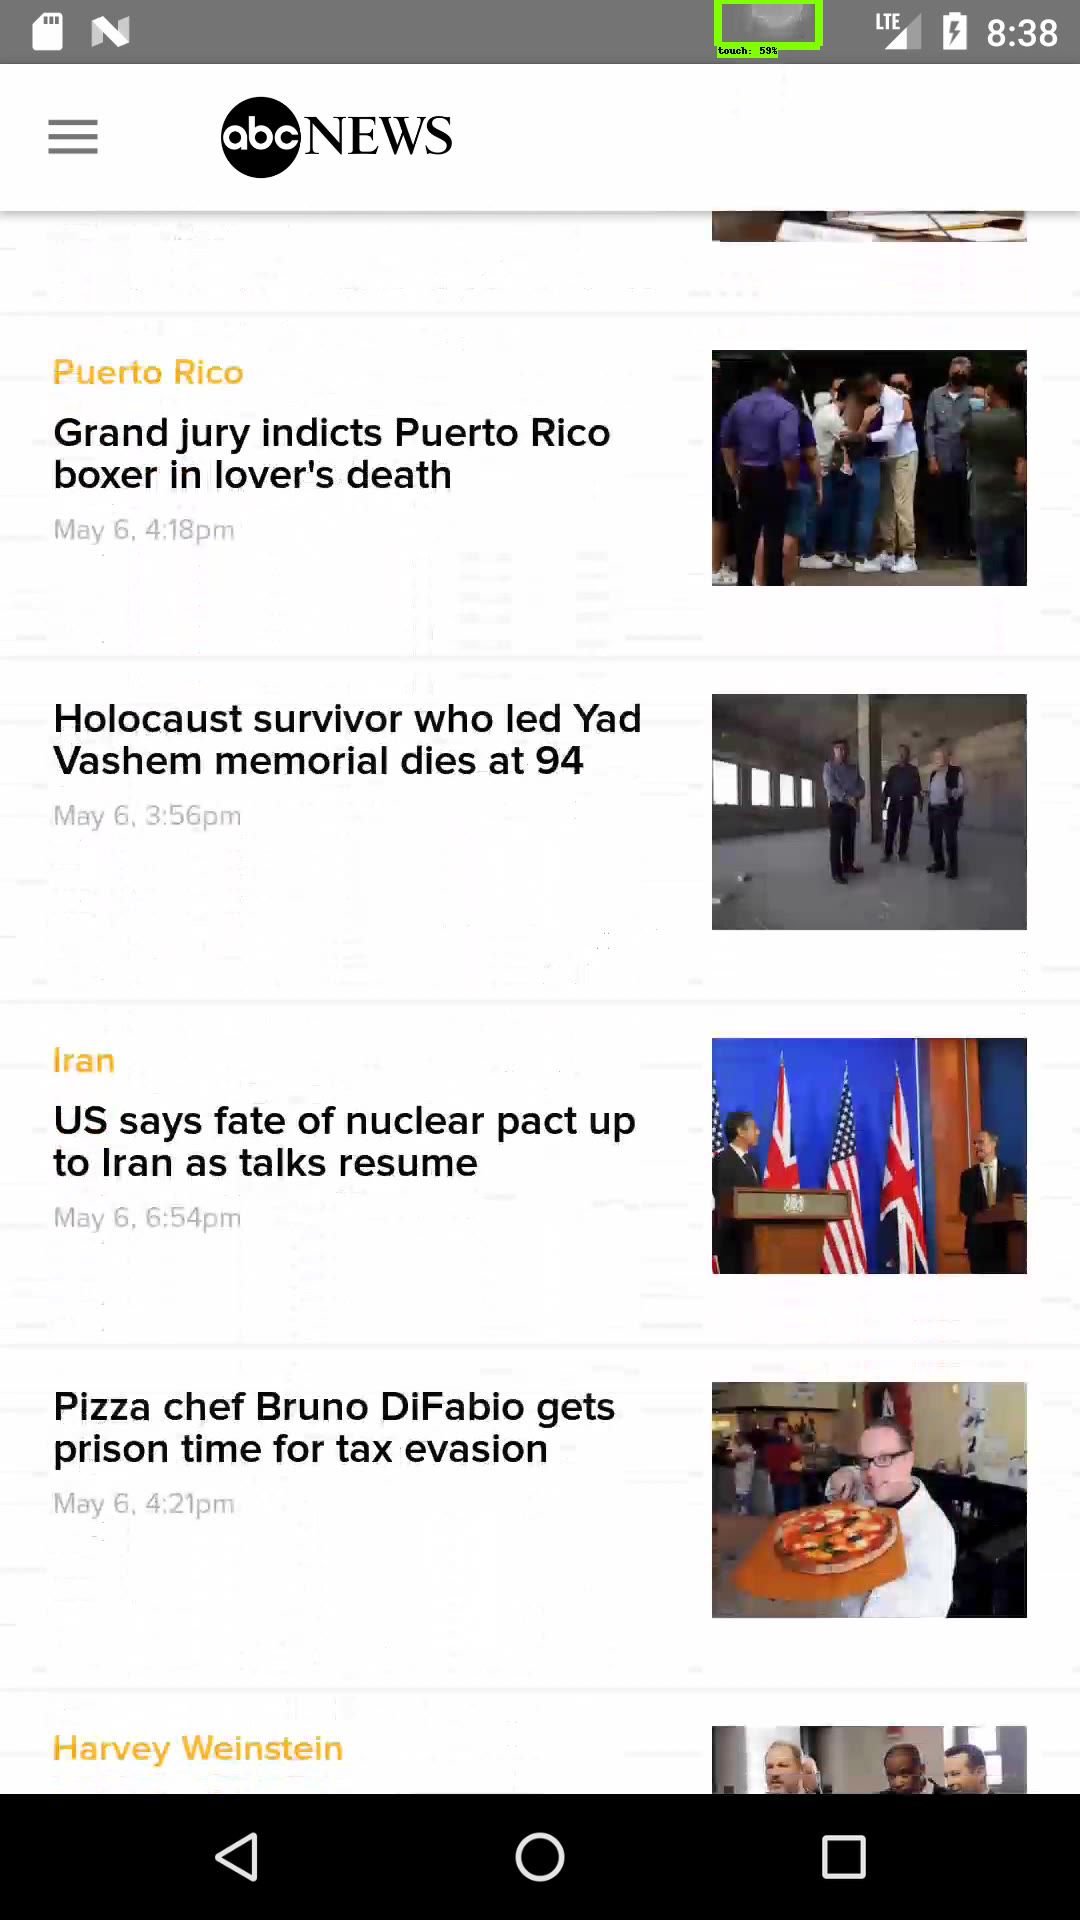 LTE
8:38
touch: 59%
abc NEWS
Puerto Rico
Grand jury indicts Puerto Rico
boxer in lover's death
May 6, 4:18pm
Holocaust survivor who led Yad
Vashem memorial dies at 94
May 6, 3:56pm
Iran
US says fate of nuclear pact up
to Iran as talks resume
May 6, 6:54pm
Pizza chef Bruno DiFabio gets
prison time for tax evasion
May 6, 4:21pm
Harvey Weinstein